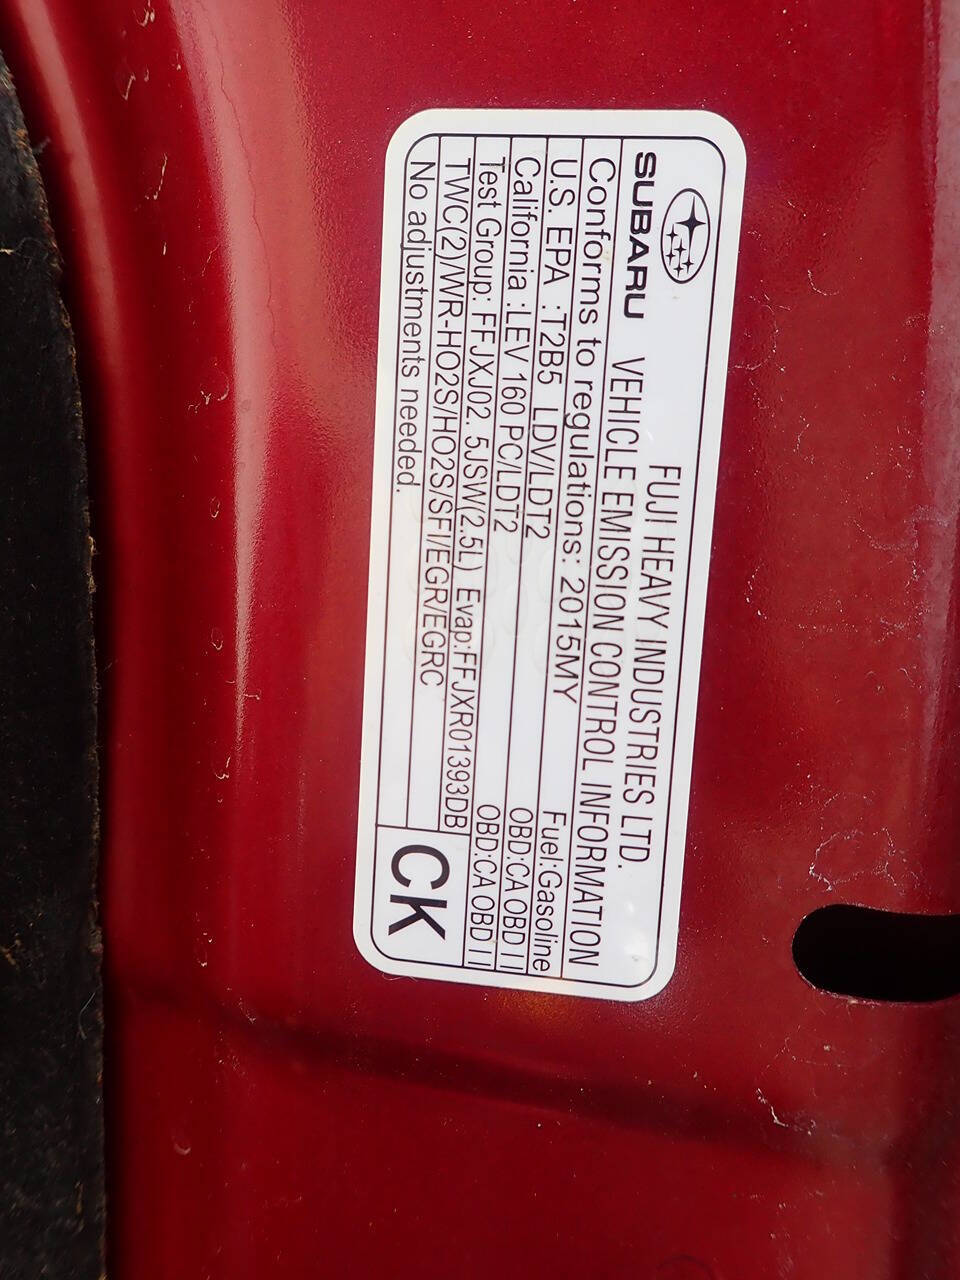 SUBARU
FUJI HEAVY INDUSTRIES LTD.
VEHICLE EMISSION CONTROL INFORMATION
Conforms to regulations: 2015MY Fuel:Gasoline
U.S. EPA :T2B5 LDV/LDT2 OBD:CA OBD II
California :LEV 160 PC/LDT2 OBD:CA OBD II
Test Group: FFJXJ02. 5JSW(2.5L) Evap:FFJXR01393DB
TWC(2)/WR-HO2S/HO2S/SFI/EGR/EGRC
No adjustments needed.
CK